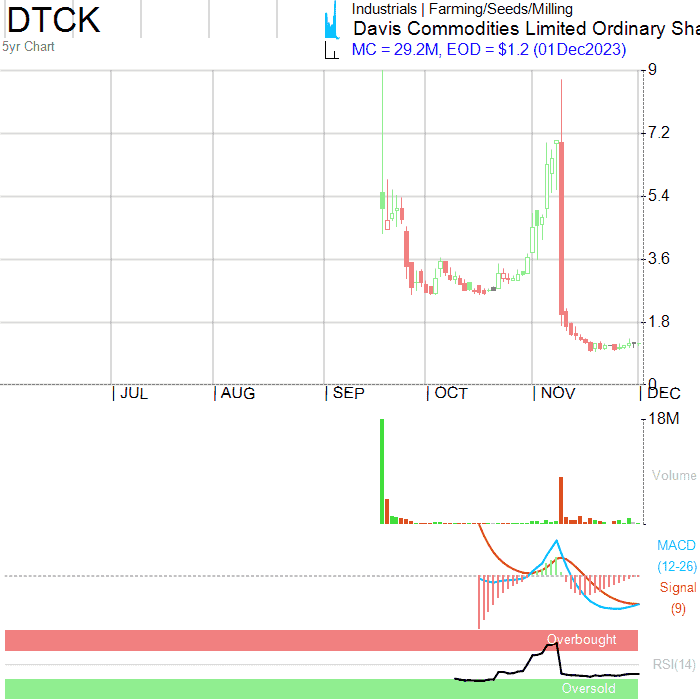 DTCK
5yr Chart
Industrials | Farming/Seeds/Milling
Davis Commodities Limited Ordinary Sha
MC = 29.2M, EOD = $1.2 (01Dec2023)
9
7.2
5.4
3.6
1.8
0
JUL AUG SEP OCT NOV DEC
18M
Volume
MACD
(12-26)
Signal
(9)
Overbought
RSI(14)
Oversold